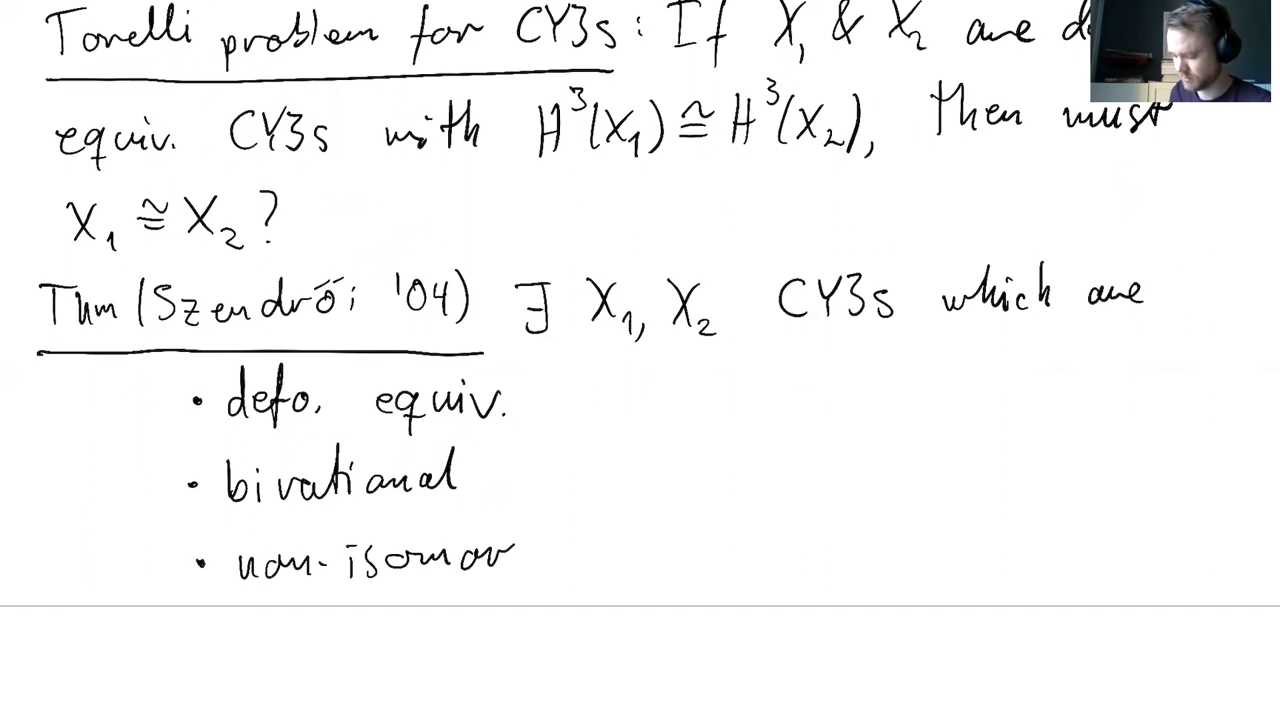 Torelli problem for CY3s: If X₁ & X₂ are
equiv. CY3s with H³(X₁) ≅ H³(X₂), then must
X₁ ≅ X₂?
Thm (Szendrői '04) ∃ X₁, X₂ CY3s which are
• defo. equiv.
• birational
• non-isomor